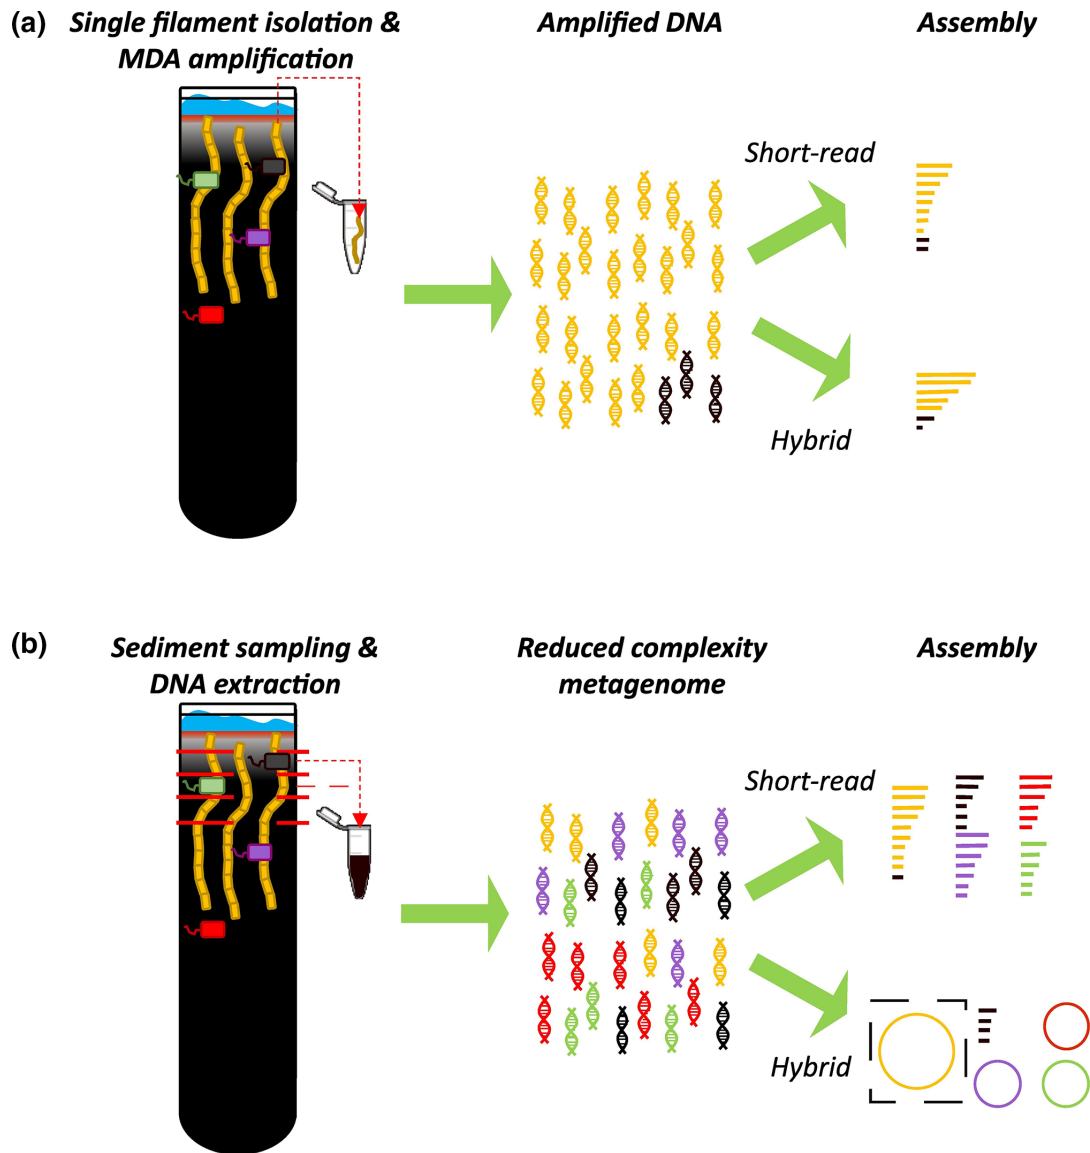 (a)
Single filament isolation &
MDA amplification
Amplified DNA
Assembly
Short-read
Hybrid
(b)
Sediment sampling &
DNA extraction
Reduced complexity
metagenome
Assembly
Short-read
Hybrid